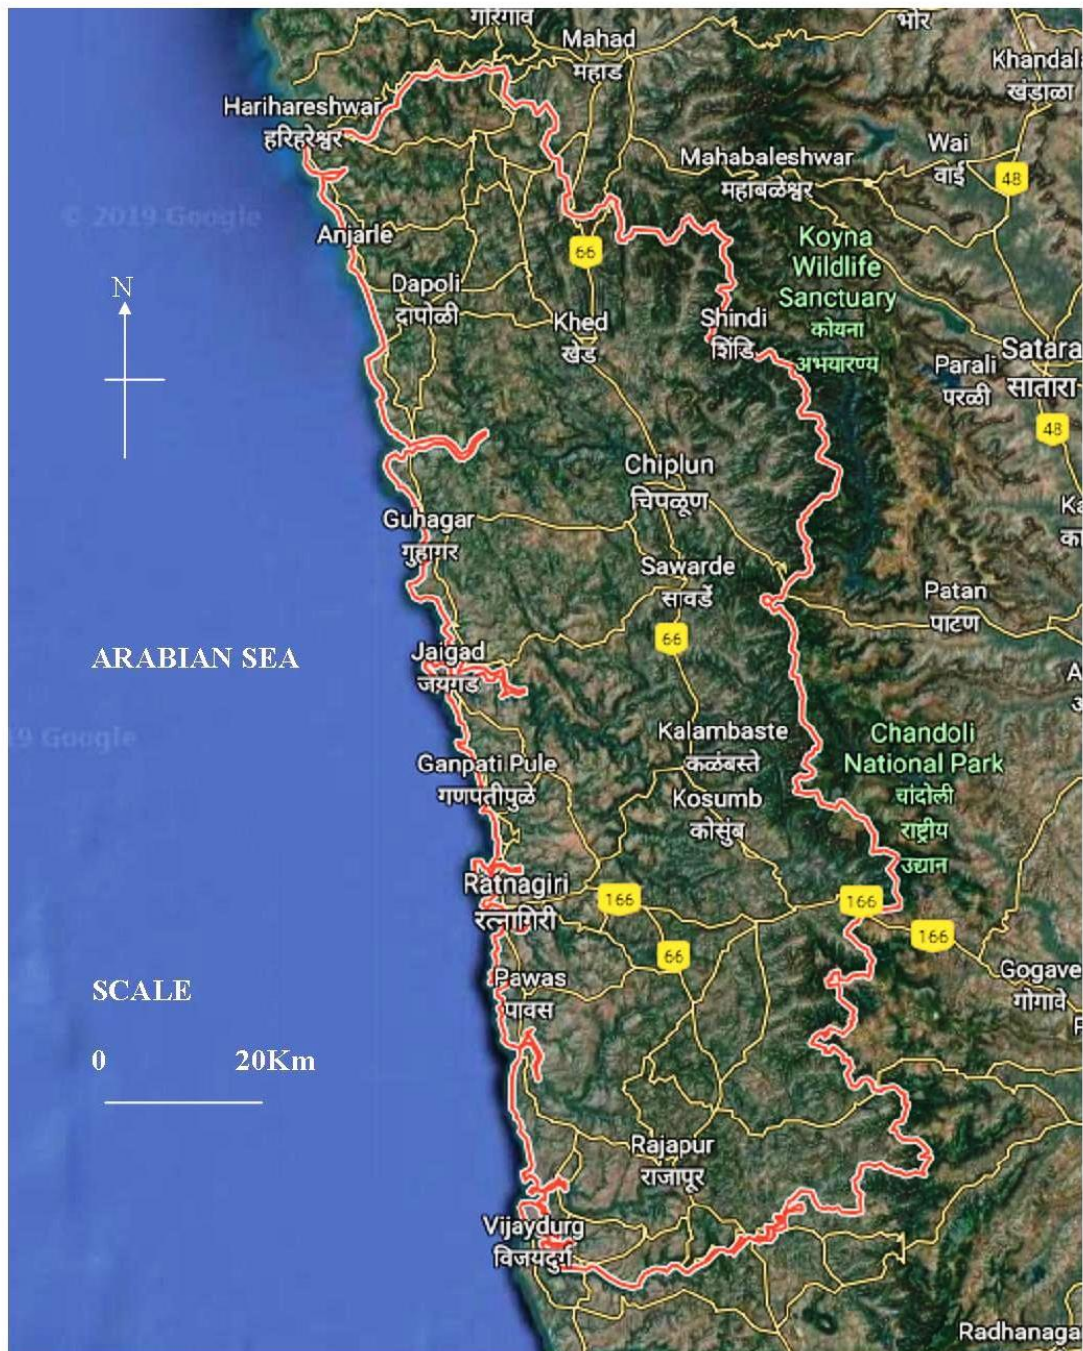 गोरेगाव
भोर
Mahad
महाड
Khandal
खंडाळा
Harihareshwar
हरिहरेश्वर
Wai
वाई
48
Mahabaleshwar
महाबळेश्वर
© 2019 Google
Anjarle
66
Koyna
Wildlife
Sanctuary
कोयना
अभयारण्य
N
Dapoli
दापोली
Khed
खेड
Shindi
शिंडि
Satara
सातारा
Parali
परळी
48
Chiplun
चिपळूण
Guhagar
गुहागर
Ka
का
Sawarde
सावर्डे
Patan
पाटण
66
ARABIAN SEA
Jaigad
जयगड
A
19 Google
Kalambaste
कळंबस्ते
Chandoli
National Park
चांदोली
राष्ट्रीय
उद्यान
Ganpati Pule
गणपतीपुळे
Kosumb
कोसुंब
Ratnagiri
रत्नागिरी
166
166
166
66
Pawas
पावस
Gogave
गोगावे
SCALE
0 20Km
Rajapur
राजापूर
Vijaydurg
विजयदुर्ग
Radhanaga